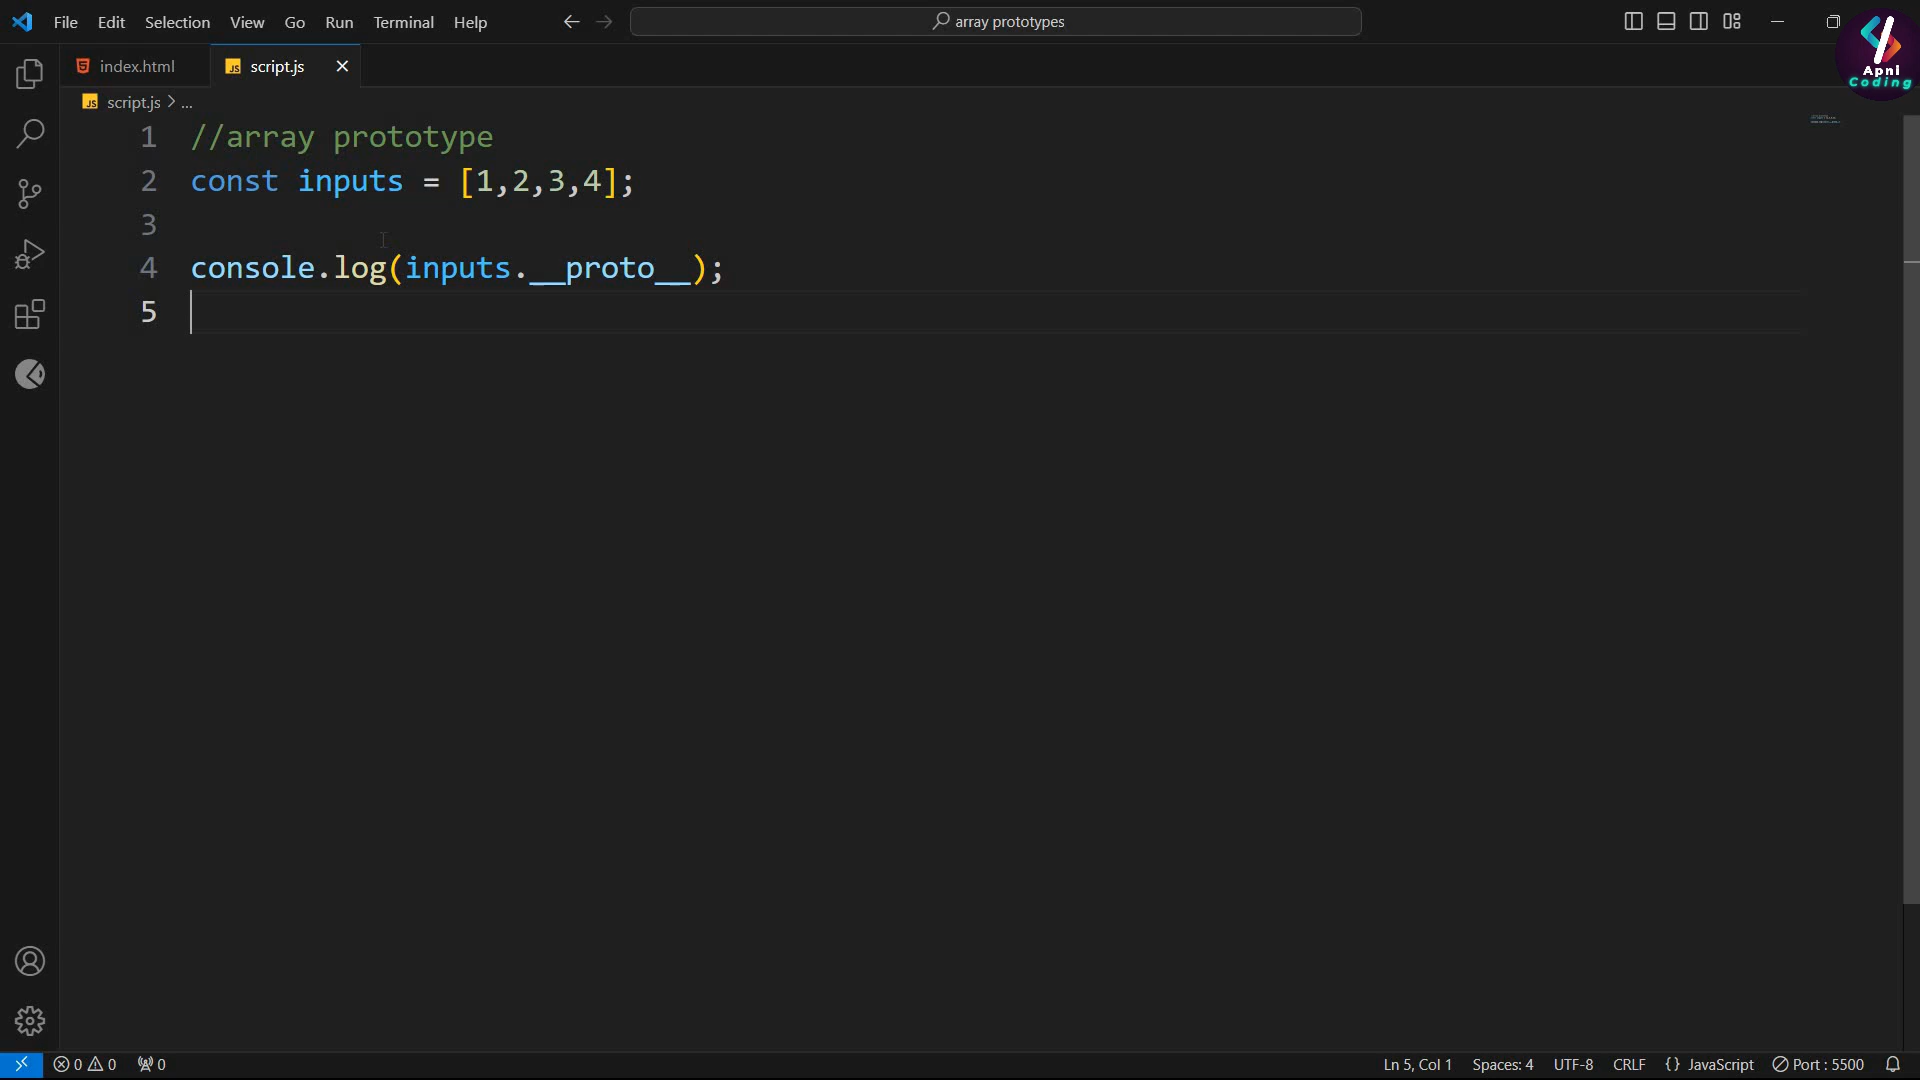 File Edit Selection View Go Run Terminal Help
array prototypes
index.html
script.js
Apni
Coding
script.js > ...
1 //array prototype
2 const inputs = [1,2,3,4];
3
4 console.log(inputs.__proto__);
5
0 0 0
Ln 5, Col 1 Spaces: 4 UTF-8 CRLF {} JavaScript Port : 5500